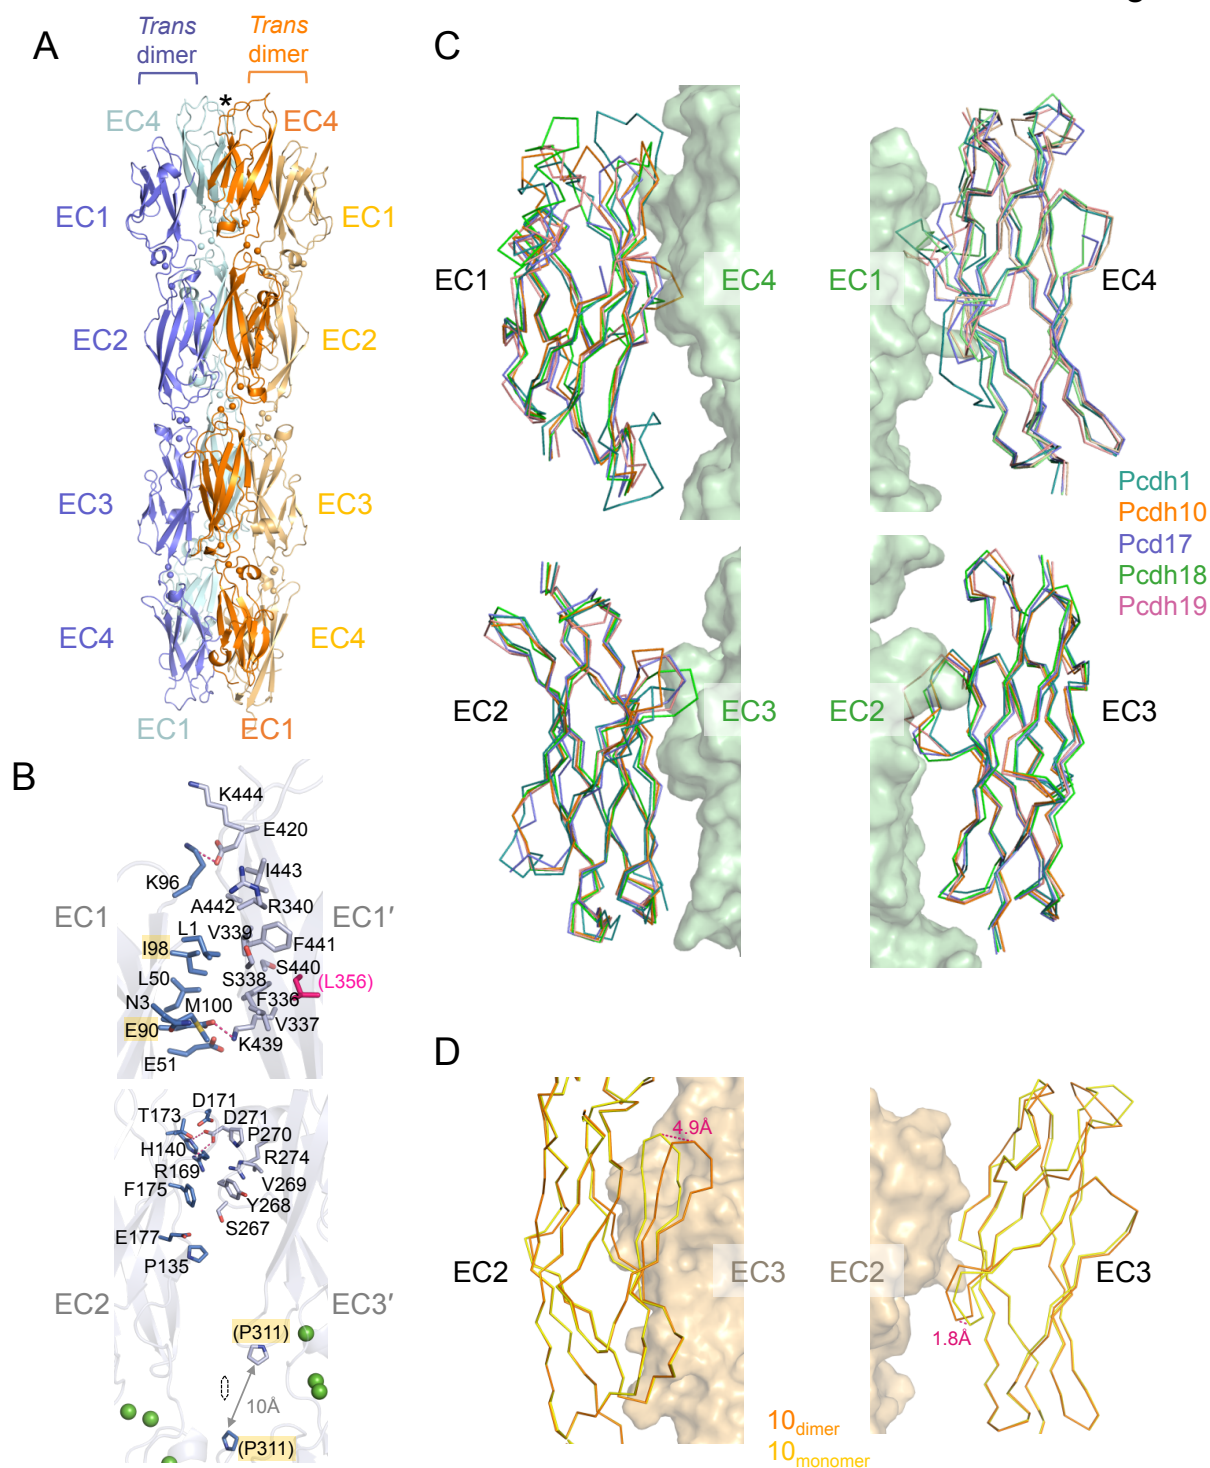 A
Trans
dimer
Trans
dimer
*
EC4
EC4
EC1
EC1
EC2
EC2
EC3
EC3
EC4
EC4
EC1
EC1
B
K444
E420
K96
I443
A442
R340
EC1
EC1′
L1
V339
I98
F441
S440
L50
S338
(L356)
N3
M100
F336
E90
V337
K439
E51
D171
T173
D271
P270
H140
R274
R169
V269
F175
Y268
S267
E177
P135
EC2
EC3′
(P311)
10Å
(P311)
C
EC1
EC4
EC1
EC4
Pcdh1
Pcdh10
Pcd17
Pcdh18
Pcdh19
EC2
EC3
EC2
EC3
D
4.9Å
EC2
EC3
EC2
EC3
1.8Å
10dimer
10monomer